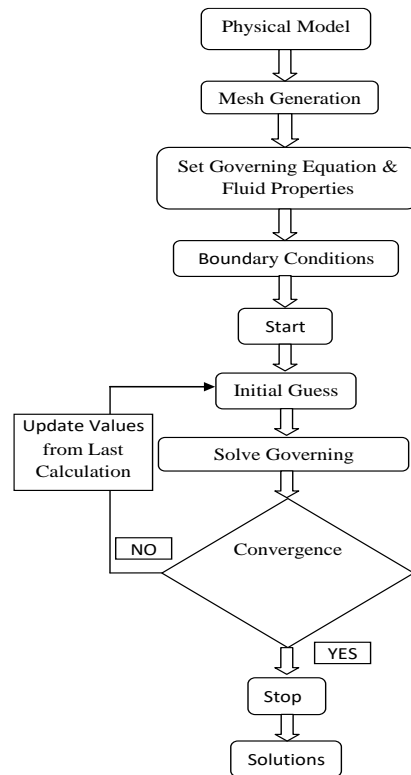 Physical Model
Mesh Generation
Set Governing Equation &
Fluid Properties
Boundary Conditions
Start
Initial Guess
Update Values
from Last
Calculation
Solve Governing
NO
Convergence
YES
Stop
Solutions